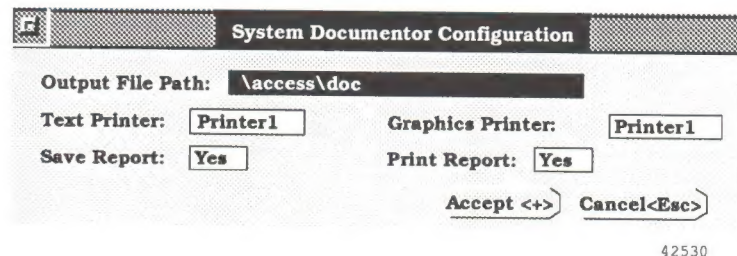 System Documentor Configuration
Output File Path: \access\doc
Text Printer: Printer1 Graphics Printer: Printer1
Save Report: Yes Print Report: Yes
Accept <+> Cancel<Esc>
42530